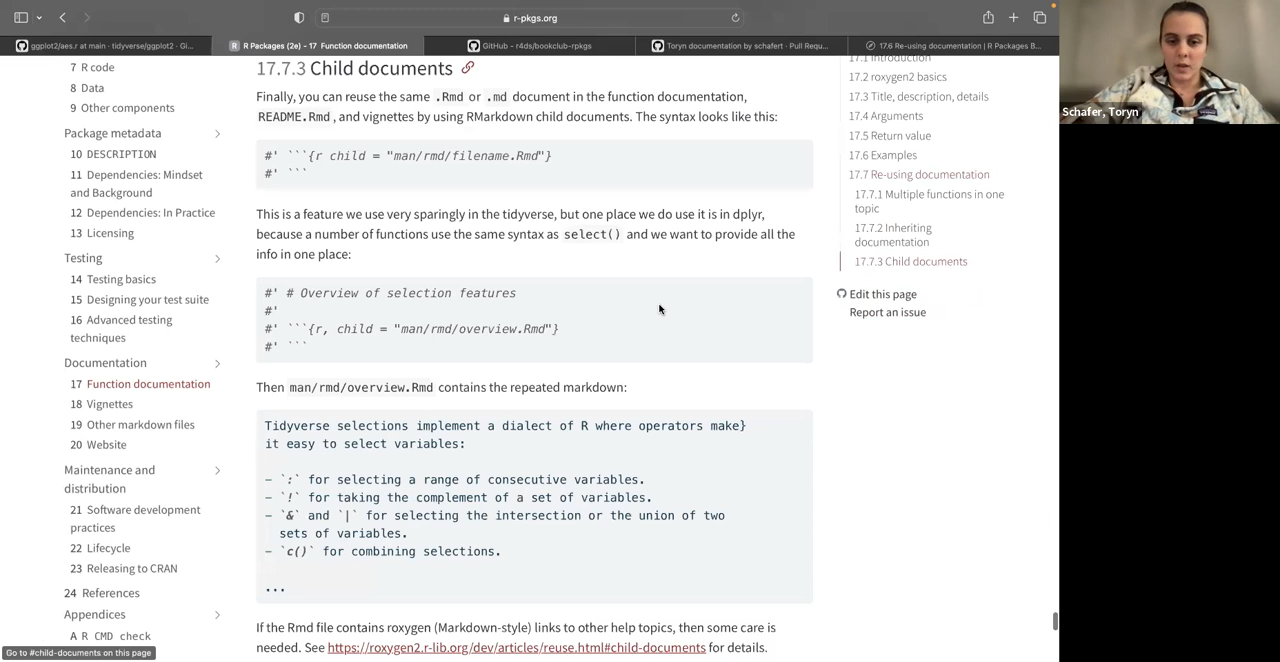 r-pkgs.org
ggplot2/aes.r at main · tidyverse/ggplot2 · Gi...
R Packages (2e) - 17 Function documentation
GitHub - r4ds/bookclub-rpkgs
Toryn documentation by schafert · Pull Requ...
17.6 Re-using documentation | R Packages B...
7 R code
8 Data
9 Other components
Package metadata
10 DESCRIPTION
11 Dependencies: Mindset
and Background
12 Dependencies: In Practice
13 Licensing
Testing
14 Testing basics
15 Designing your test suite
16 Advanced testing
techniques
Documentation
17 Function documentation
18 Vignettes
19 Other markdown files
20 Website
Maintenance and
distribution
21 Software development
practices
22 Lifecycle
23 Releasing to CRAN
24 References
Appendices
A R CMD check
Go to #child-documents on this page
17.7.3 Child documents
Finally, you can reuse the same .Rmd or .md document in the function documentation,
README.Rmd, and vignettes by using RMarkdown child documents. The syntax looks like this:
#' ```{r child = "man/rmd/filename.Rmd"}
#' ```
This is a feature we use very sparingly in the tidyverse, but one place we do use it is in dplyr,
because a number of functions use the same syntax as select() and we want to provide all the
info in one place:
#' # Overview of selection features
#'
#' ```{r, child = "man/rmd/overview.Rmd"}
#' ```
Then man/rmd/overview.Rmd contains the repeated markdown:
Tidyverse selections implement a dialect of R where operators make}
it easy to select variables:
- `:` for selecting a range of consecutive variables.
- `!` for taking the complement of a set of variables.
- `&` and `|` for selecting the intersection or the union of two
sets of variables.
- `c()` for combining selections.
...
If the Rmd file contains roxygen (Markdown-style) links to other help topics, then some care is
needed. See https://roxygen2.r-lib.org/dev/articles/reuse.html#child-documents for details.
17.1 Introduction
17.2 roxygen2 basics
17.3 Title, description, details
17.4 Arguments
17.5 Return value
17.6 Examples
17.7 Re-using documentation
17.7.1 Multiple functions in one
topic
17.7.2 Inheriting
documentation
17.7.3 Child documents
Edit this page
Report an issue
Schafer, Toryn